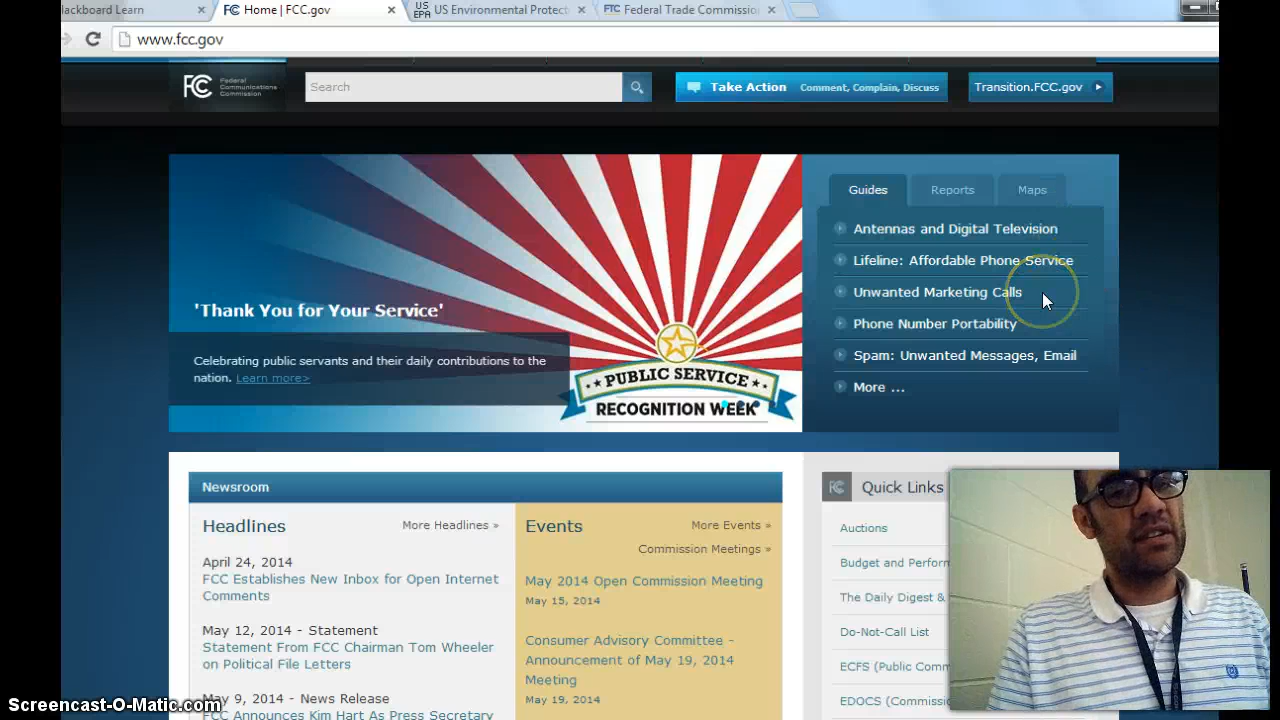 lackboard Learn
Home | FCC.gov
US Environmental Protect
Federal Trade Commission
www.fcc.gov
FCC Federal Communications Commission
Search
Take Action Comment, Complain, Discuss
Transition.FCC.gov
Guides
Reports
Maps
Antennas and Digital Television
Lifeline: Affordable Phone Service
Unwanted Marketing Calls
Phone Number Portability
Spam: Unwanted Messages, Email
More ...
'Thank You for Your Service'
Celebrating public servants and their daily contributions to the
nation. Learn more>
PUBLIC SERVICE
RECOGNITION WEEK
Newsroom
Headlines
More Headlines »
April 24, 2014
FCC Establishes New Inbox for Open Internet
Comments
May 12, 2014 - Statement
Statement From FCC Chairman Tom Wheeler
on Political File Letters
May 9, 2014 - News Release
FCC Announces Kim Hart As Press Secretary
Events
More Events »
Commission Meetings »
May 2014 Open Commission Meeting
May 15, 2014
Consumer Advisory Committee -
Announcement of May 19, 2014
Meeting
May 19, 2014
Quick Links
Auctions
Budget and Perforn
The Daily Digest &
Do-Not-Call List
ECFS (Public Comm
EDOCS (Commissio
Screencast-O-Matic.com